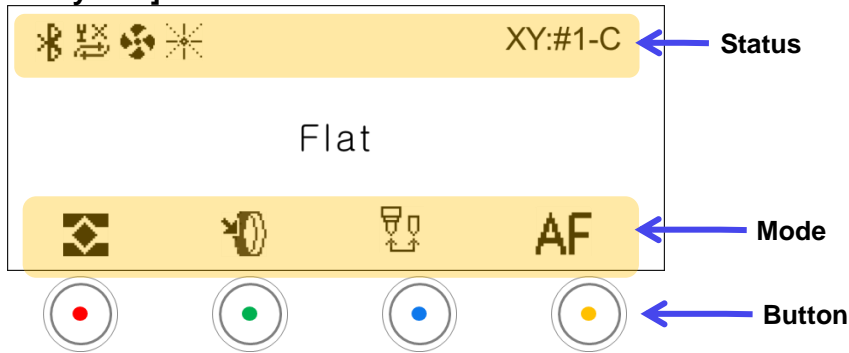 XY:#1-C
Status
Flat
AF
Mode
Button